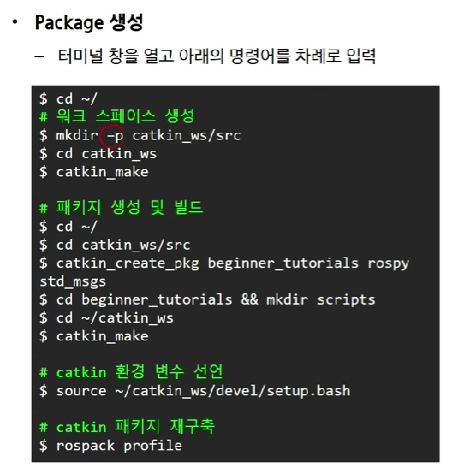 • Package 생성
– 터미널 창을 열고 아래의 명령어를 차례로 입력
$ cd ~/
# 워크 스페이스 생성
$ mkdir -p catkin_ws/src
$ cd catkin_ws
$ catkin_make
# 패키지 생성 및 빌드
$ cd ~/
$ cd catkin_ws/src
$ catkin_create_pkg beginner_tutorials rospy
std_msgs
$ cd beginner_tutorials && mkdir scripts
$ cd ~/catkin_ws
$ catkin_make
# catkin 환경 변수 선언
$ source ~/catkin_ws/devel/setup.bash
# catkin 패키지 재구축
$ rospack profile